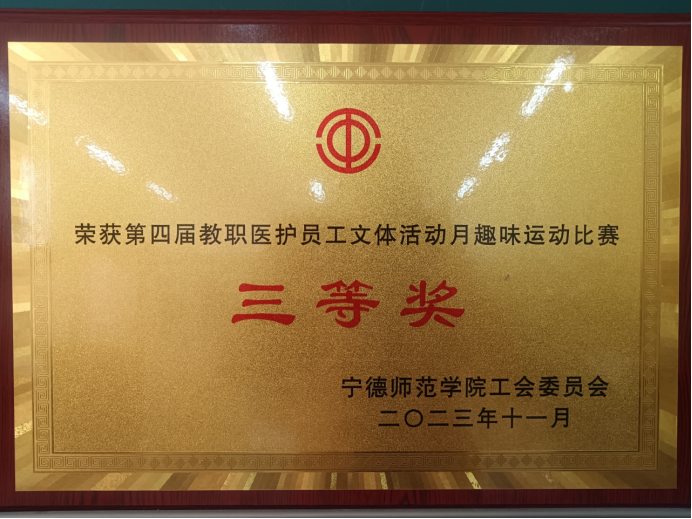 荣获第四届教职医护员工文体活动月趣味运动比赛
三等奖
宁德师范学院工会委员会
二〇二三年十一月